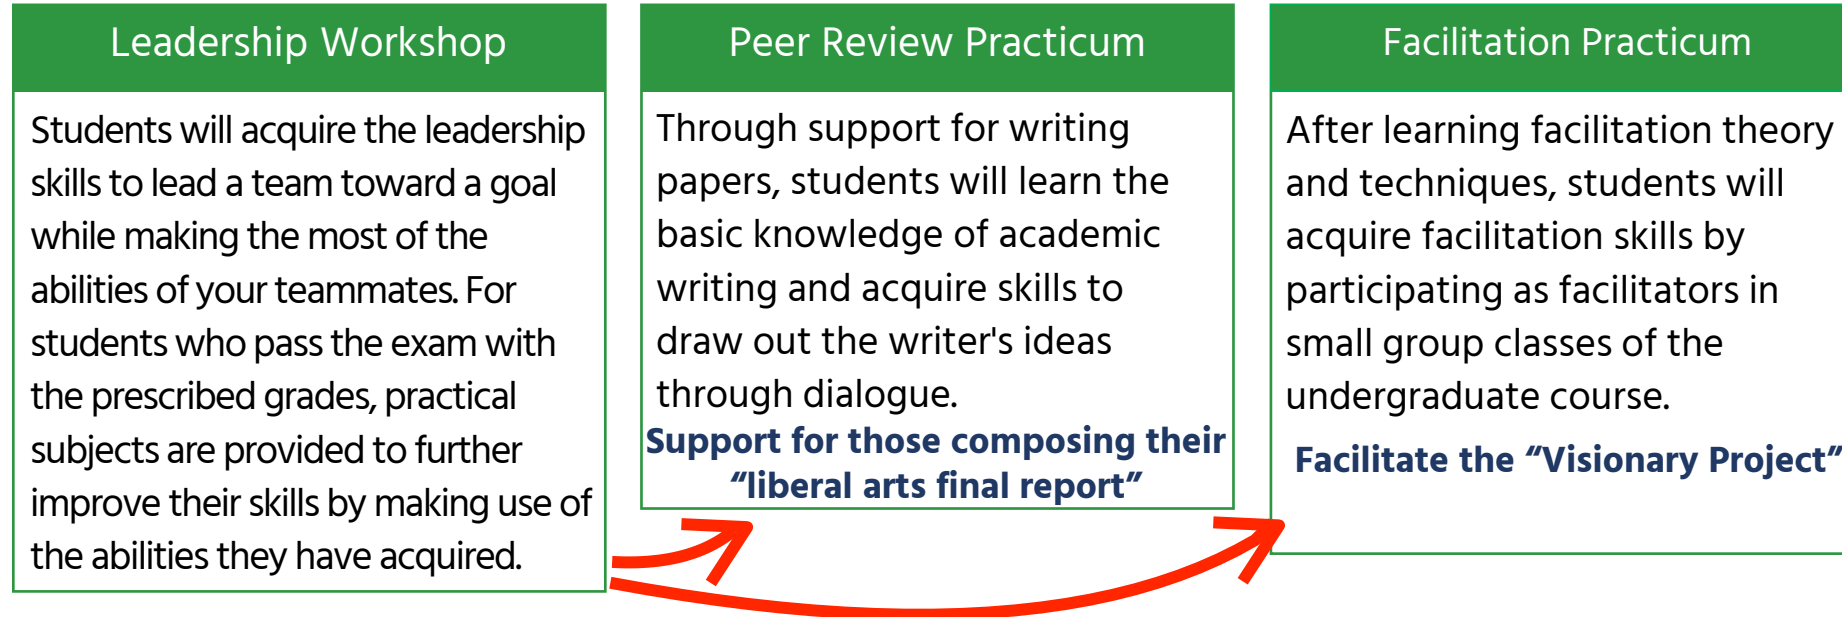 Leadership Workshop
Students will acquire the leadership
skills to lead a team toward a goal
while making the most of the
abilities of your teammates. For
students who pass the exam with
the prescribed grades, practical
subjects are provided to further
improve their skills by making use of
the abilities they have acquired.
Peer Review Practicum
Through support for writing
papers, students will learn the
basic knowledge of academic
writing and acquire skills to
draw out the writer's ideas
through dialogue.
Support for those composing their
“liberal arts final report”
Facilitation Practicum
After learning facilitation theory
and techniques, students will
acquire facilitation skills by
participating as facilitators in
small group classes of the
undergraduate course.
Facilitate the “Visionary Project”